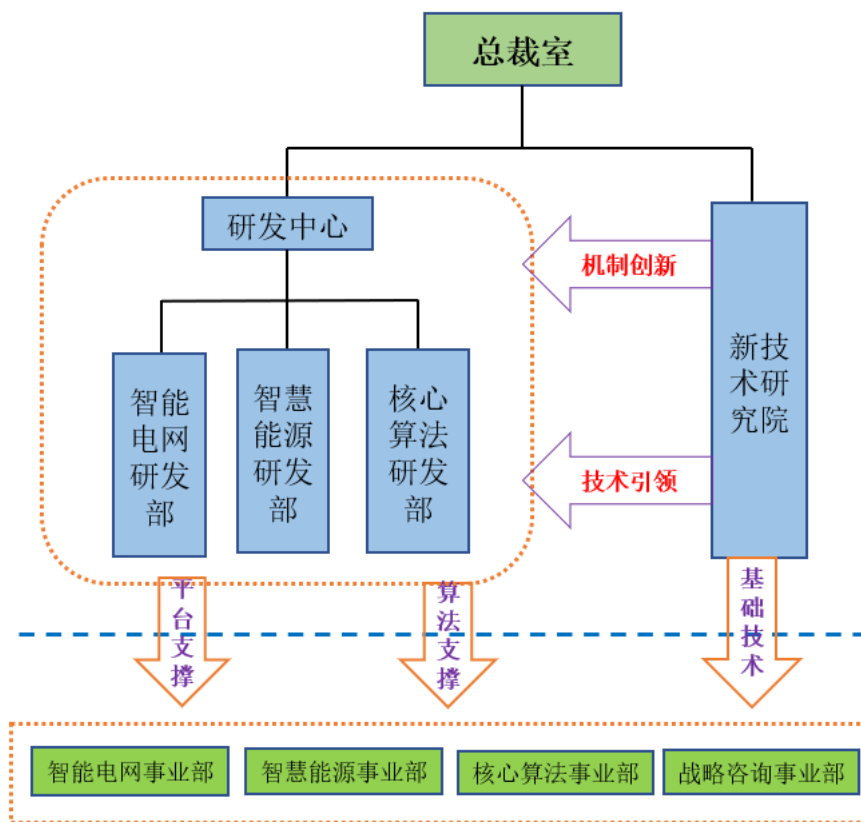 总裁室
研发中心
机制创新
新技
术研
究院
智能
电网
研发
部
智慧
能源
研发
部
核心
算法
研发
部
技术引领
平台支撑
算法支撑
基础技术
智能电网事业部
智慧能源事业部
核心算法事业部
战略咨询事业部